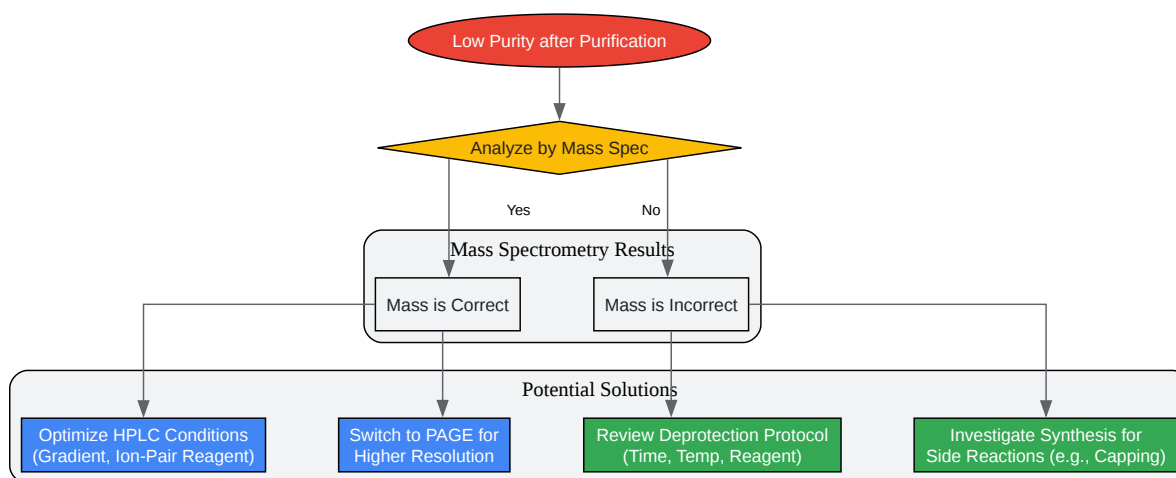 Low Purity after Purification
Analyze by Mass Spec
Yes
No
Mass Spectrometry Results
Mass is Correct
Mass is Incorrect
Potential Solutions
Optimize HPLC Conditions
(Gradient, Ion-Pair Reagent)
Switch to PAGE for
Higher Resolution
Review Deprotection Protocol
(Time, Temp, Reagent)
Investigate Synthesis for
Side Reactions (e.g., Capping)